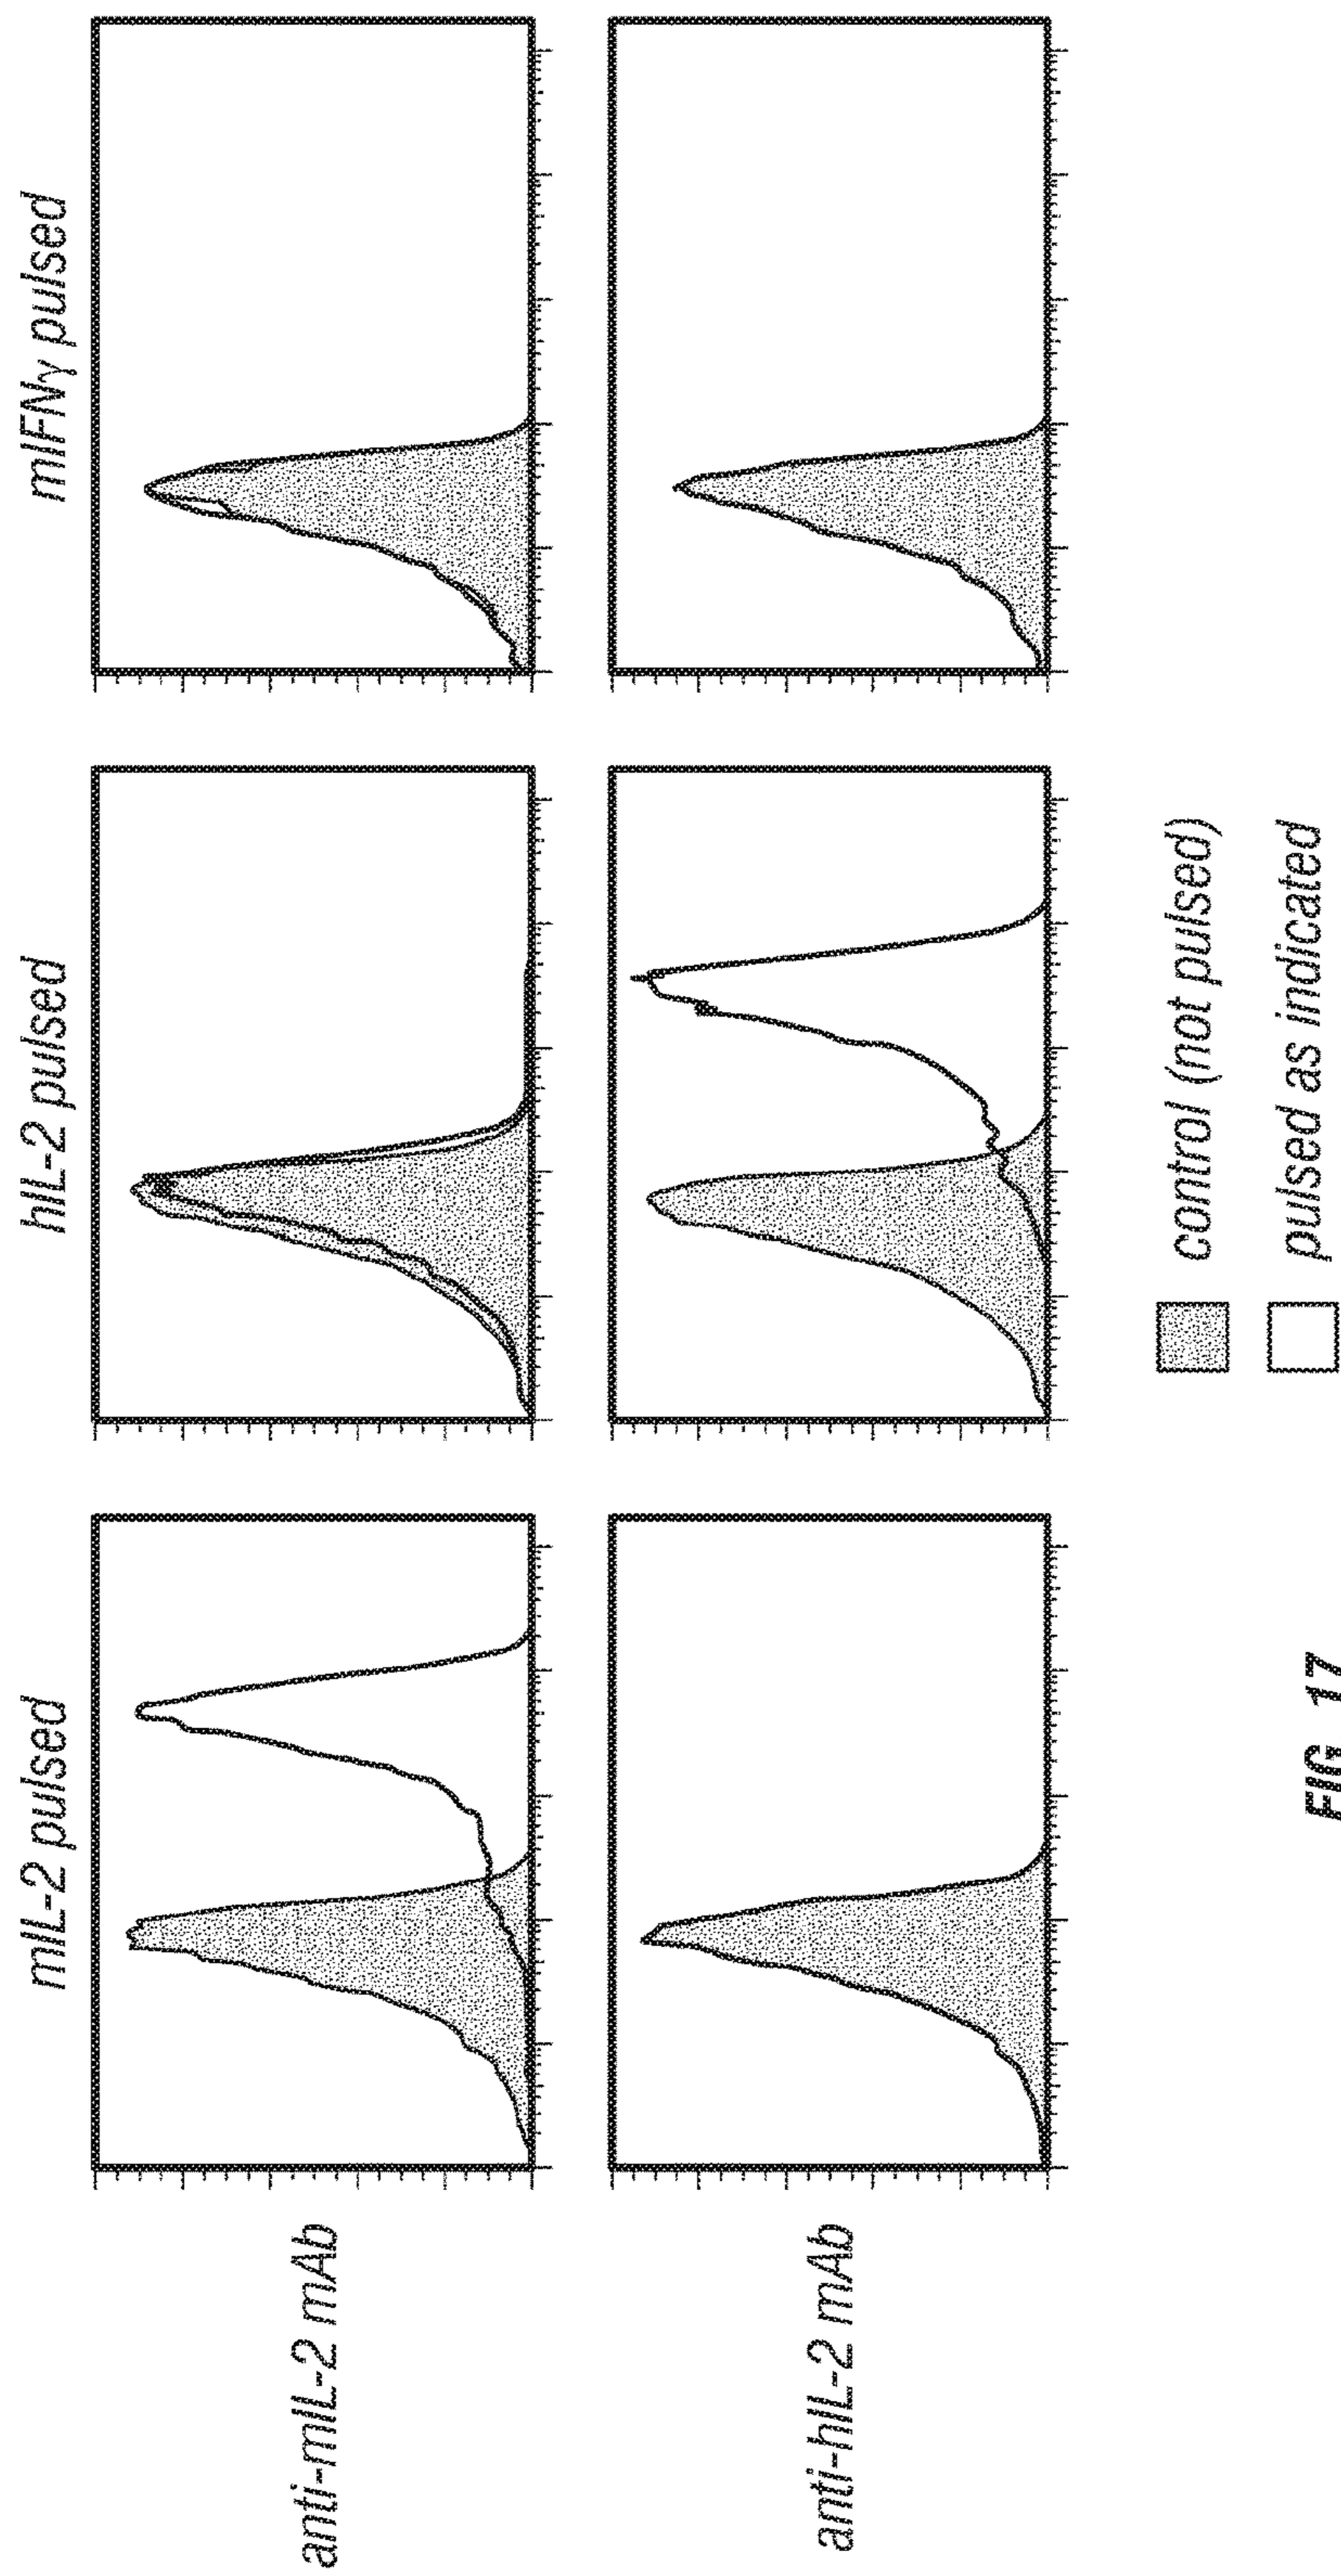 mIL-2 pulsed
hIL-2 pulsed
mIFNγ pulsed
anti-mIL-2 mAb
anti-hIL-2 mAb
control (not pulsed)
pulsed as indicated
FIG. 17